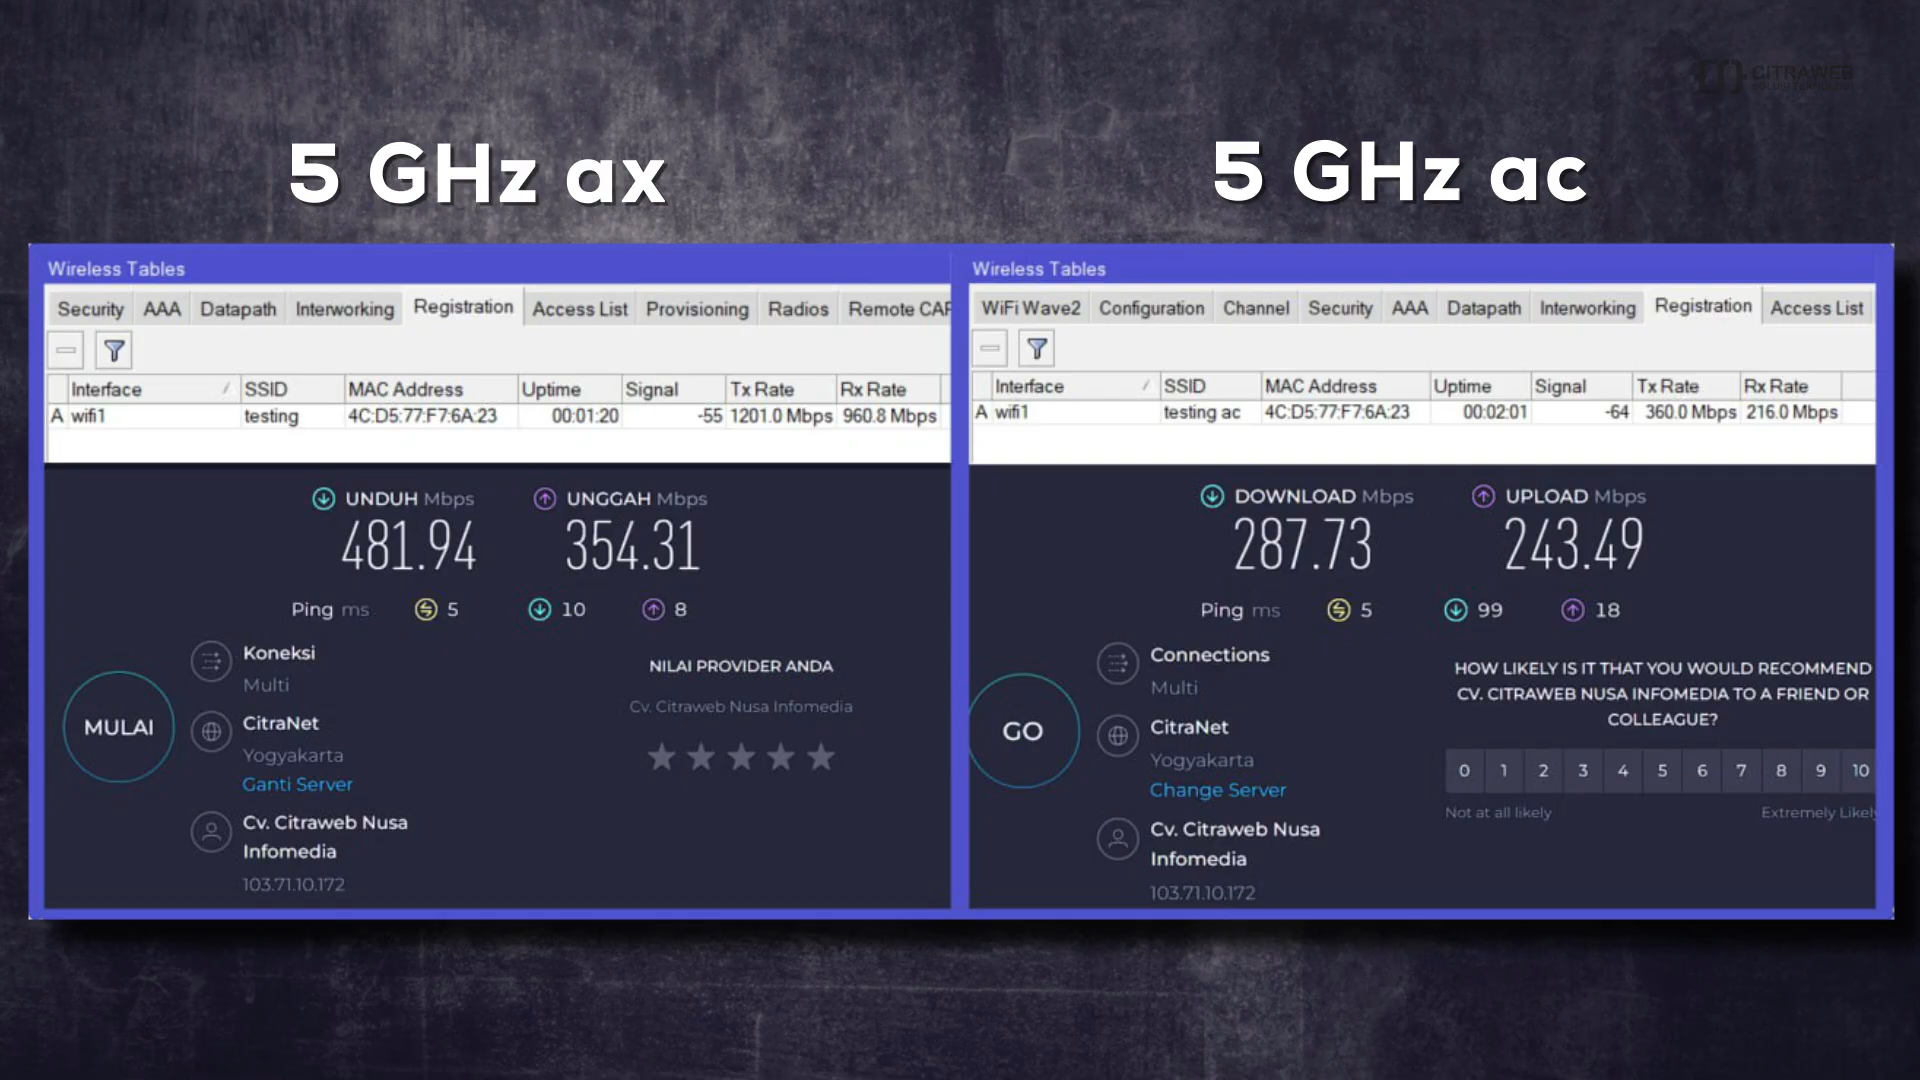 CITRAWEB
5 GHz ax
5 GHz ac
Wireless Tables
Security AAA Datapath Interworking Registration Access List Provisioning Radios Remote CAP
Interface SSID MAC Address Uptime Signal Tx Rate Rx Rate
A wifi1 testing 4C:D5:77:F7:6A:23 00:01:20 -55 1201.0 Mbps 960.8 Mbps
UNDUH Mbps UNGGAH Mbps
481.94 354.31
Ping ms 5 10 8
Koneksi
Multi
NILAI PROVIDER ANDA
Cv. Citraweb Nusa Infomedia
MULAI
CitraNet
Yogyakarta
Ganti Server
Cv. Citraweb Nusa
Infomedia
103.71.10.172
Wireless Tables
WiFi Wave2 Configuration Channel Security AAA Datapath Interworking Registration Access List
Interface SSID MAC Address Uptime Signal Tx Rate Rx Rate
A wifi1 testing ac 4C:D5:77:F7:6A:23 00:02:01 -64 360.0 Mbps 216.0 Mbps
DOWNLOAD Mbps UPLOAD Mbps
287.73 243.49
Ping ms 5 99 18
Connections
Multi
HOW LIKELY IS IT THAT YOU WOULD RECOMMEND
CV. CITRAWEB NUSA INFOMEDIA TO A FRIEND OR
COLLEAGUE?
GO
CitraNet
Yogyakarta
Change Server
0 1 2 3 4 5 6 7 8 9 10
Not at all likely Extremely Likely
Cv. Citraweb Nusa
Infomedia
103.71.10.172